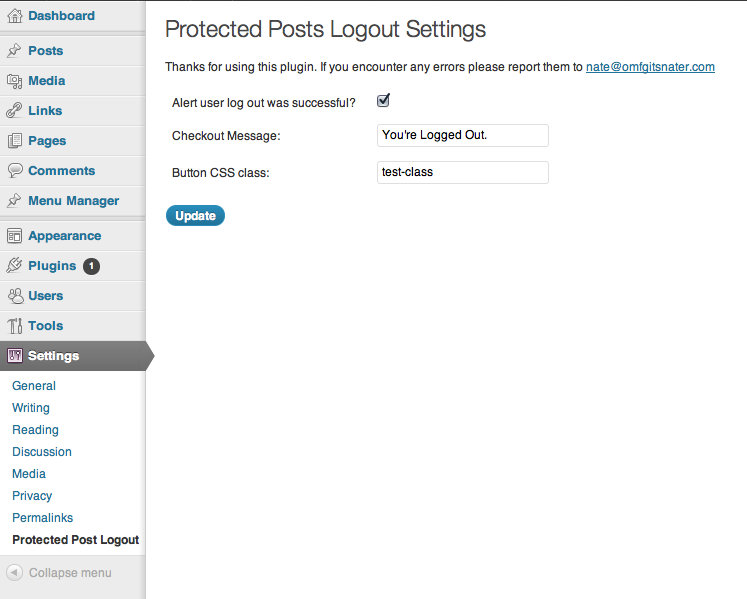 Dashboard
Posts
Media
Links
Pages
Comments
Menu Manager
Appearance
Plugins 1
Users
Tools
Settings
General
Writing
Reading
Discussion
Media
Privacy
Permalinks
Protected Post Logout
Collapse menu
Protected Posts Logout Settings
Thanks for using this plugin. If you encounter any errors please report them to nate@omfgitsnater.com
Alert user log out was successful?
Checkout Message: You're Logged Out.
Button CSS class: test-class
Update